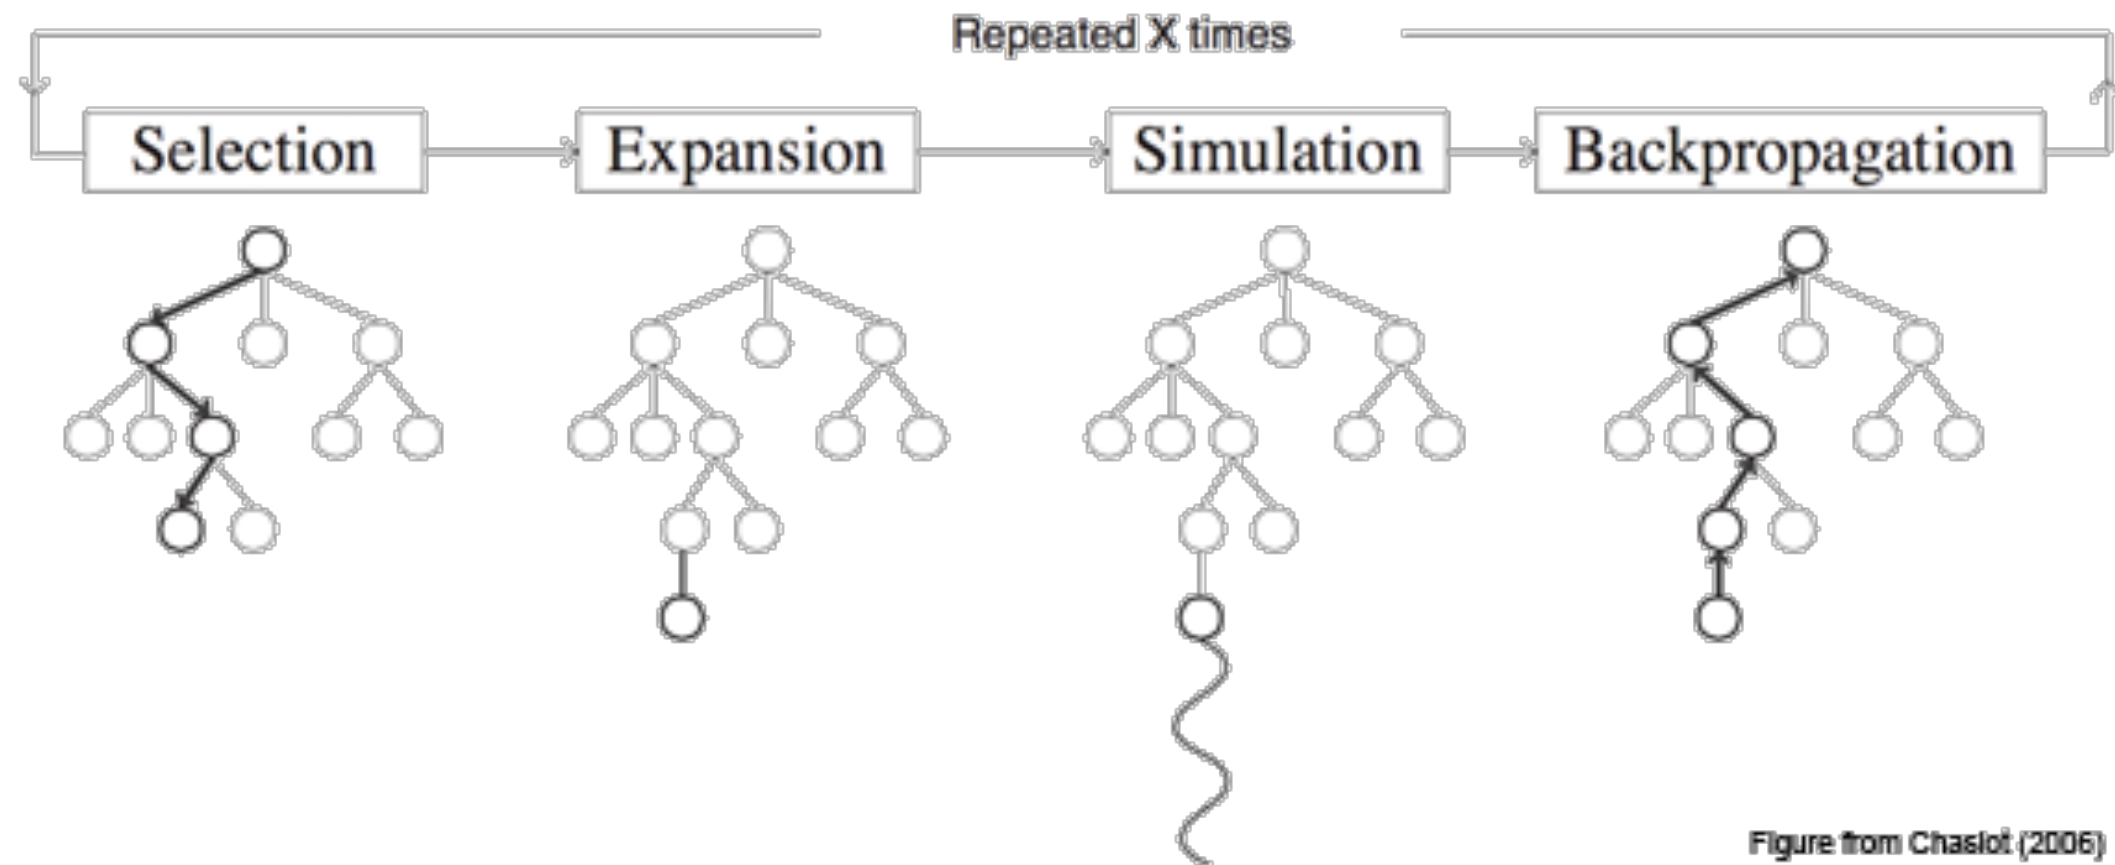 Repeated X times
Selection
Expansion
Simulation
Backpropagation
Figure from Chaslot (2006)